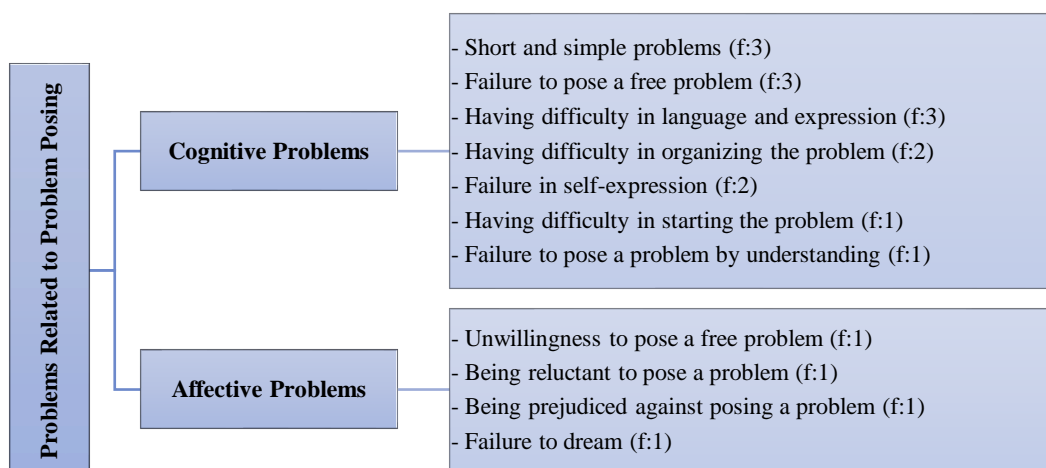 Problems Related to Problem Posing
Cognitive Problems
- Short and simple problems (f:3)
- Failure to pose a free problem (f:3)
- Having difficulty in language and expression (f:3)
- Having difficulty in organizing the problem (f:2)
- Failure in self-expression (f:2)
- Having difficulty in starting the problem (f:1)
- Failure to pose a problem by understanding (f:1)
Affective Problems
- Unwillingness to pose a free problem (f:1)
- Being reluctant to pose a problem (f:1)
- Being prejudiced against posing a problem (f:1)
- Failure to dream (f:1)